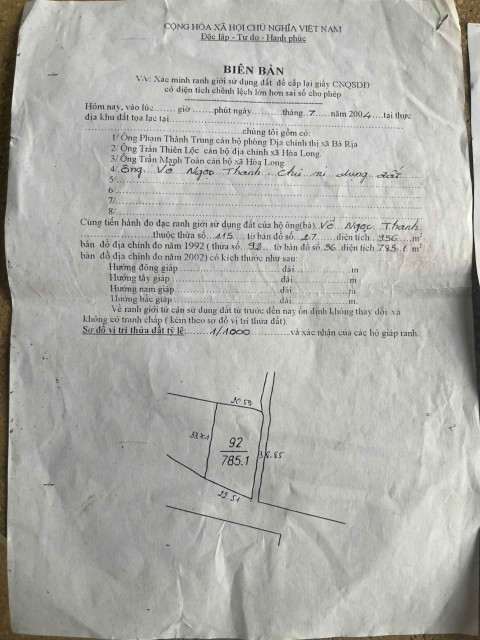 CỘNG HÒA XÃ HỘI CHỦ NGHĨA VIỆT NAM
Độc lập - Tự do - Hạnh phúc
BIÊN BẢN
V/v: Xác minh ranh giới sử dụng đất để cấp lại giấy CNQSDĐ
có diện tích chênh lệch lớn hơn sai số cho phép
Hôm nay, vào lúc ........ giờ ........ phút ngày ........ tháng 7 năm 2004 tại thực
địa khu đất tọa lạc tại
chúng tôi gồm có:
1/ Ông Phạm Thành Trung cán bộ phòng Địa chính thị xã Bà Rịa
2/ Ông Trần Thiên Lộc cán bộ địa chính xã Hòa Long
3/ Ông Trần Mạnh Toán cán bộ xã Hòa Long
4/ Ông Võ Ngọc Thanh Chủ sử dụng đất
5/
6/
7/
8/
Cùng tiến hành đo đạc ranh giới sử dụng đất của hộ ông(bà) Võ Ngọc Thanh
thuộc thửa số 115 tờ bản đồ số 27 diện tích 956 m²
bản đồ địa chính đo năm 1992 ( thửa số 92 tờ bản đồ số 36 diện tích 785.1 m²
bản đồ địa chính đo năm 2002) có kích thước như sau:
Hướng đông giáp ........ dài ........ m
Hướng tây giáp ........ dài ........ m
Hướng nam giáp ........ dài ........ m
Hướng bắc giáp ........ dài ........ m
Về ranh giới tứ cận sử dụng đất từ trước đến nay ổn định không thay đổi và
không có tranh chấp ( kèm theo sơ đồ vị trí thửa đất).
Sơ đồ vị trí thửa đất tỷ lệ: 1/1000 và xác nhận của các hộ giáp ranh
20.50
92
785.1
22.51